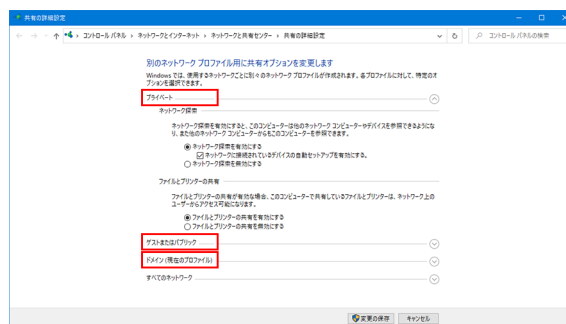 共有の詳細設定
コントロール パネル › ネットワークとインターネット › ネットワークと共有センター › 共有の詳細設定
コントロール パネルの検索
別のネットワーク プロファイル用に共有オプションを変更します
Windows では、使用するネットワークごとに別々のネットワーク プロファイルが作成されます。各プロファイルに対して、特定のオ
プションを選択できます。
プライベート
ネットワーク探索
ネットワーク探索を有効にすると、このコンピューターは他のネットワーク コンピューターやデバイスを参照できるようにな
り、また他のネットワーク コンピューターからもこのコンピューターを参照できます。
ネットワーク探索を有効にする
ネットワークに接続されているデバイスの自動セットアップを有効にする。
ネットワーク探索を無効にする
ファイルとプリンターの共有
ファイルとプリンターの共有が有効な場合、このコンピューターで共有しているファイルとプリンターは、ネットワーク上の
ユーザーからアクセス可能になります。
ファイルとプリンターの共有を有効にする
ファイルとプリンターの共有を無効にする
ゲストまたはパブリック
ドメイン (現在のプロファイル)
すべてのネットワーク
変更の保存
キャンセル